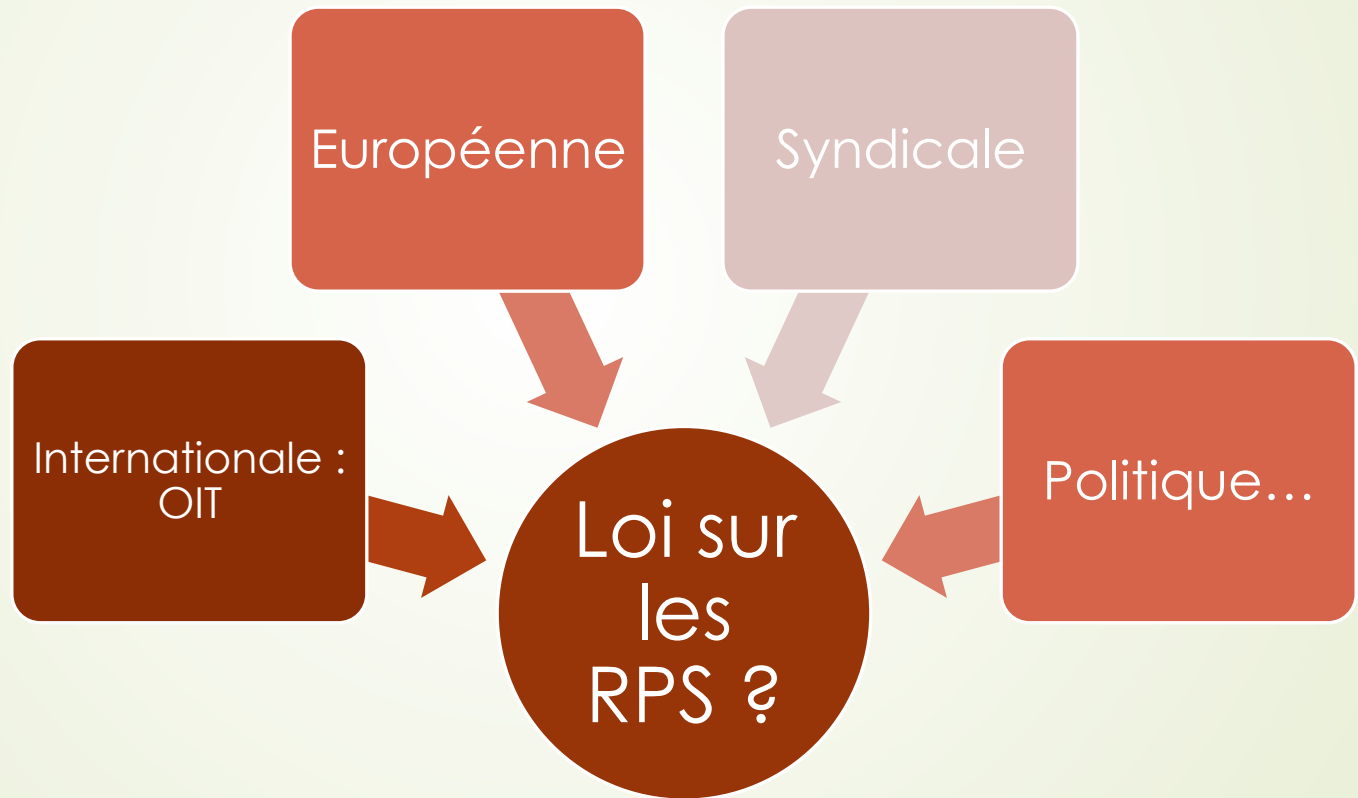 Européenne
Syndicale
Internationale :
OIT
Politique…
Loi sur
les
RPS ?